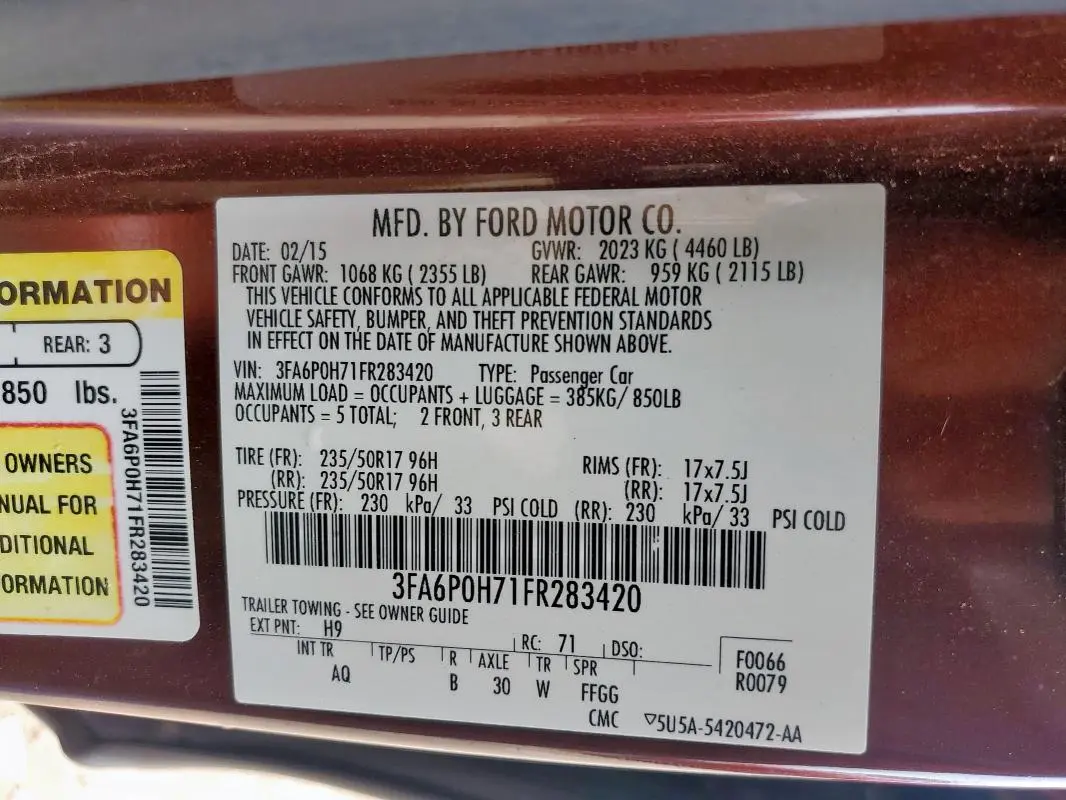 MFD. BY FORD MOTOR CO.
DATE: 02/15 GVWR: 2023 KG ( 4460 LB)
FRONT GAWR: 1068 KG ( 2355 LB) REAR GAWR: 959 KG ( 2115 LB)
THIS VEHICLE CONFORMS TO ALL APPLICABLE FEDERAL MOTOR
VEHICLE SAFETY, BUMPER, AND THEFT PREVENTION STANDARDS
IN EFFECT ON THE DATE OF MANUFACTURE SHOWN ABOVE.
VIN: 3FA6P0H71FR283420 TYPE: Passenger Car
MAXIMUM LOAD = OCCUPANTS + LUGGAGE = 385KG/ 850LB
OCCUPANTS = 5 TOTAL; 2 FRONT, 3 REAR
TIRE (FR): 235/50R17 96H RIMS (FR): 17x7.5J
(RR): 235/50R17 96H (RR): 17x7.5J
PRESSURE (FR): 230 kPa/ 33 PSI COLD (RR): 230 kPa/ 33 PSI COLD
3FA6P0H71FR283420
TRAILER TOWING - SEE OWNER GUIDE
EXT PNT: H9 RC: 71 DSO:
INT TR TP/PS R AXLE TR SPR
AQ B 30 W FFGG
F0066
R0079
CMC ▽5U5A-5420472-AA
ORMATION
REAR: 3
850 lbs.
OWNERS
NUAL FOR
DITIONAL
ORMATION
3FA6P0H71FR283420